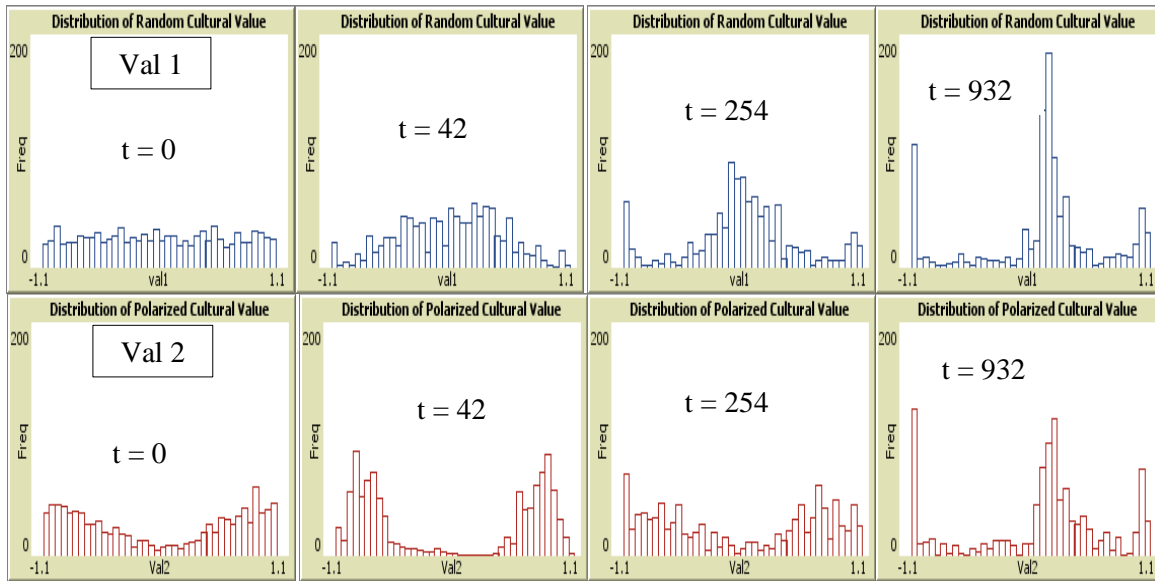 Distribution of Random Cultural Value
200
Val 1
t = 0
Freq
0
-1.1 val1 1.1
Distribution of Random Cultural Value
200
t = 42
Freq
0
-1.1 val1 1.1
Distribution of Random Cultural Value
200
t = 254
Freq
0
-1.1 val1 1.1
Distribution of Random Cultural Value
200
t = 932
Freq
0
-1.1 val1 1.1
Distribution of Polarized Cultural Value
200
Val 2
t = 0
Freq
0
-1.1 Val2 1.1
Distribution of Polarized Cultural Value
200
t = 42
Freq
0
-1.1 Val2 1.1
Distribution of Polarized Cultural Value
200
t = 254
Freq
0
-1.1 Val2 1.1
Distribution of Polarized Cultural Value
200
t = 932
Freq
0
-1.1 Val2 1.1